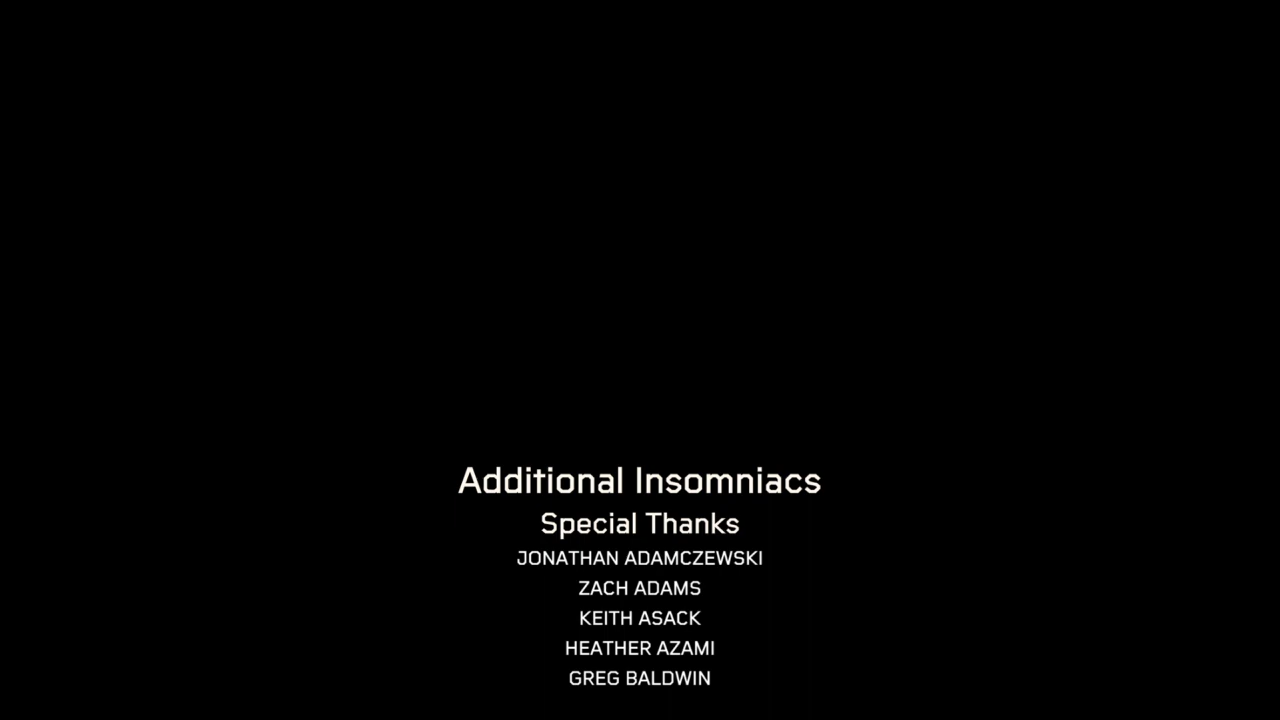 Additional Insomniacs
Special Thanks
JONATHAN ADAMCZEWSKI
ZACH ADAMS
KEITH ASACK
HEATHER AZAMI
GREG BALDWIN